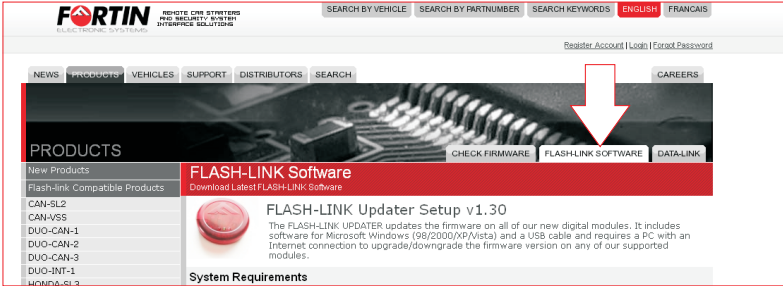 FORTIN
ELECTRONIC SYSTEMS
REMOTE CAR STARTERS
AND SECURITY SYSTEM
INTERFACE SOLUTIONS
SEARCH BY VEHICLE SEARCH BY PARTNUMBER SEARCH KEYWORDS ENGLISH FRANCAIS
Register Account | Login | Forgot Password
NEWS PRODUCTS VEHICLES SUPPORT DISTRIBUTORS SEARCH CAREERS
PRODUCTS
CHECK FIRMWARE FLASH-LINK SOFTWARE DATA-LINK
New Products
Flash-link Compatible Products
CAN-SL2
CAN-VSS
DUO-CAN-1
DUO-CAN-2
DUO-CAN-3
DUO-INT-1
HONDA-SL3
FLASH-LINK Software
Download Latest FLASH-LINK Software
FLASH-LINK Updater Setup v1.30
The FLASH-LINK UPDATER updates the firmware on all of our new digital modules. It includes
software for Microsoft Windows (98/2000/XP/Vista) and a USB cable and requires a PC with an
Internet connection to upgrade/downgrade the firmware version on any of our supported
modules.
System Requirements